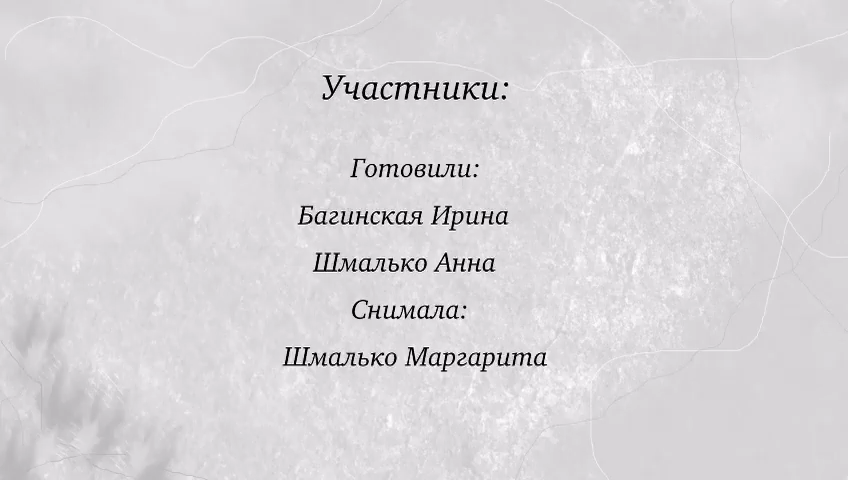 Участники:
Готовили:
Багинская Ирина
Шмалько Анна
Снимала:
Шмалько Маргарита